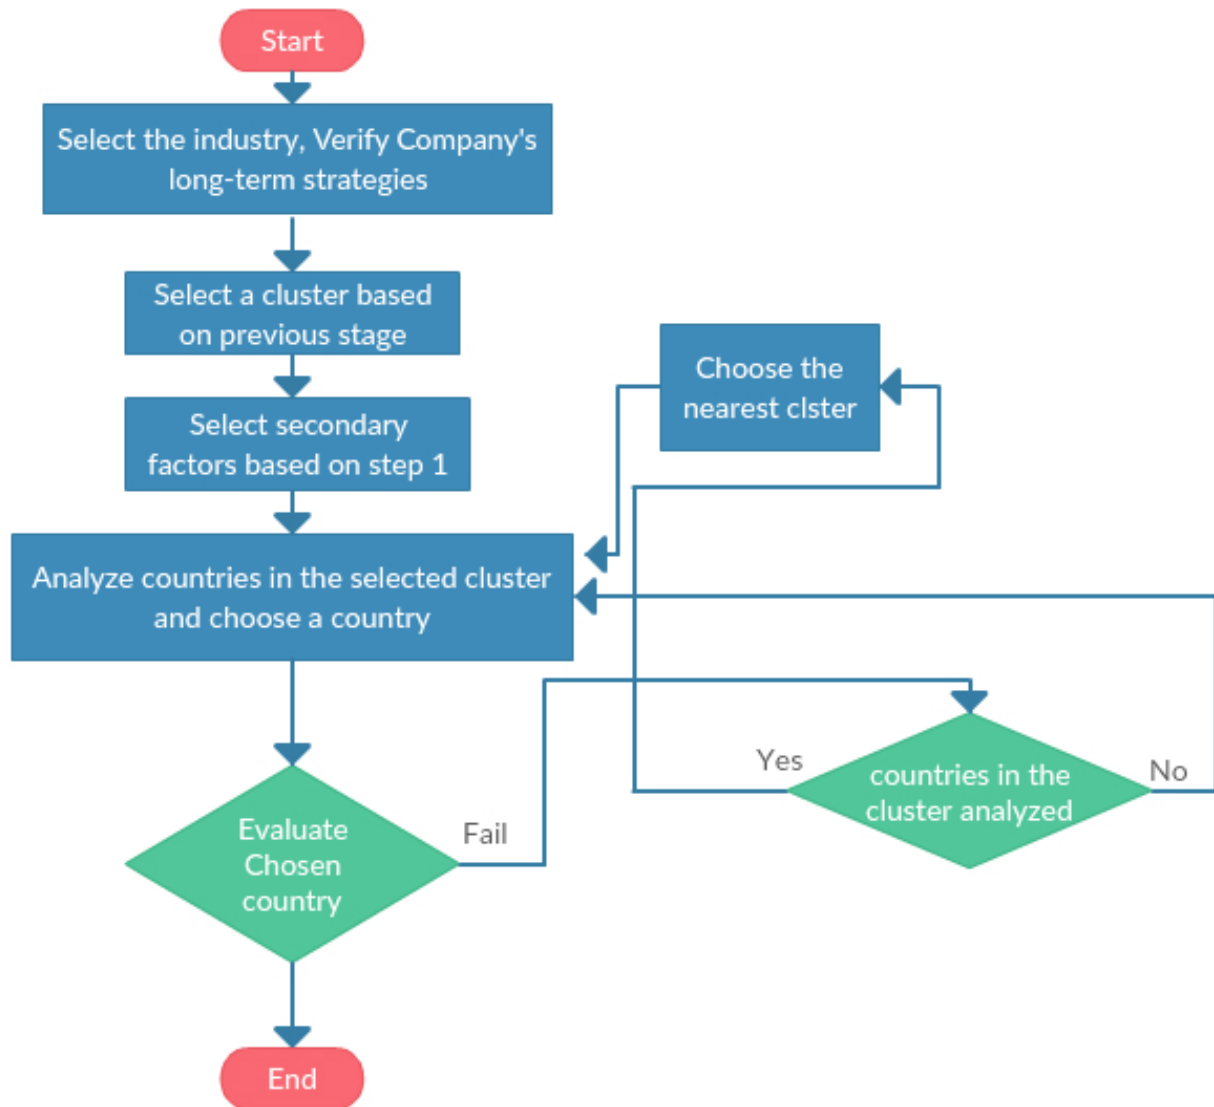 Start
Select the industry, Verify Company's
long-term strategies
Select a cluster based
on previous stage
Choose the
nearest clster
Select secondary
factors based on step 1
Analyze countries in the selected cluster
and choose a country
Yes
countries in the
cluster analyzed
No
Evaluate
Chosen
country
Fail
End